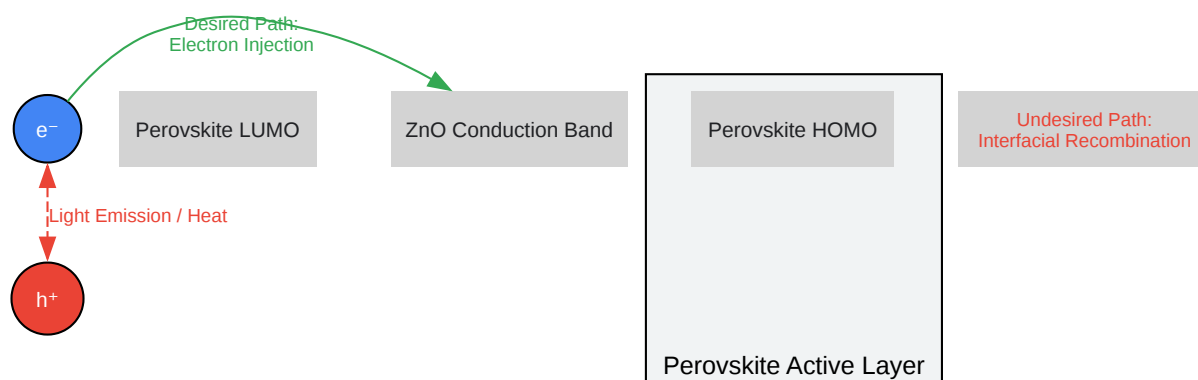 Desired Path:
Electron Injection
e⁻
Perovskite LUMO
ZnO Conduction Band
Perovskite HOMO
Undesired Path:
Interfacial Recombination
Light Emission / Heat
h⁺
Perovskite Active Layer